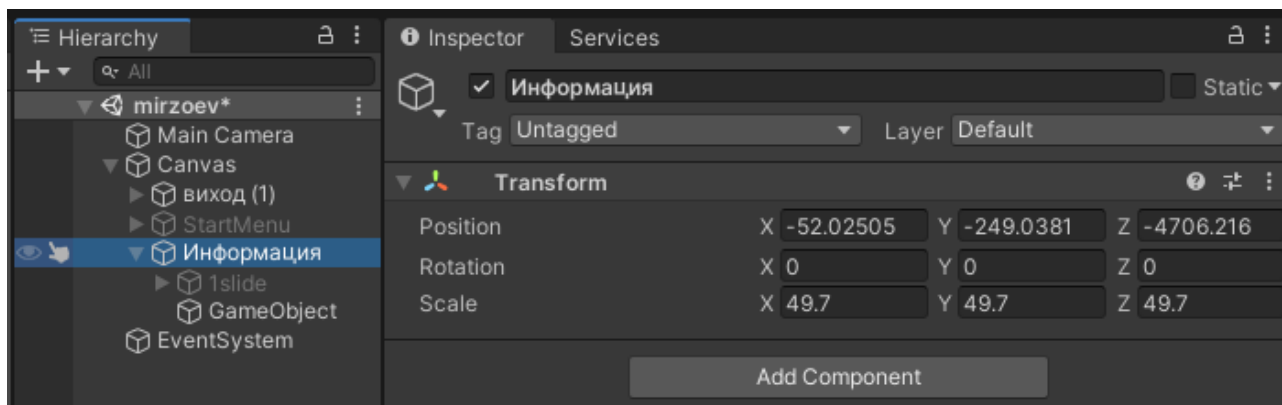 Hierarchy
All
mirzoev*
Main Camera
Canvas
виход (1)
StartMenu
Информация
1slide
GameObject
EventSystem
Inspector Services
Информация Static
Tag Untagged Layer Default
Transform
Position X -52.02505 Y -249.0381 Z -4706.216
Rotation X 0 Y 0 Z 0
Scale X 49.7 Y 49.7 Z 49.7
Add Component